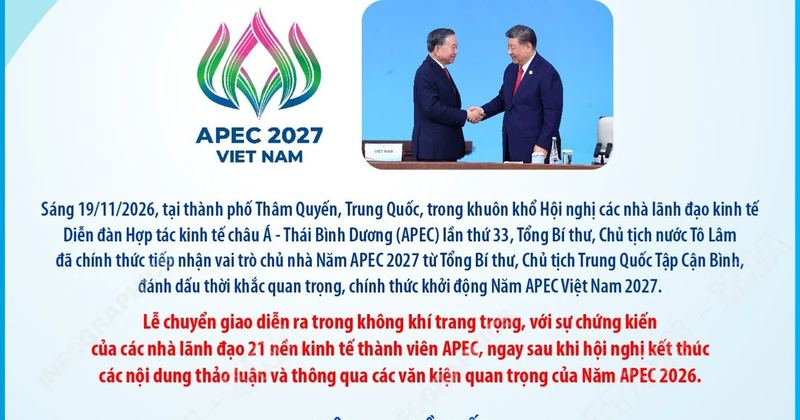 APEC 2027
VIET NAM
VIET NAM
Sáng 19/11/2026, tại thành phố Thâm Quyến, Trung Quốc, trong khuôn khổ Hội nghị các nhà lãnh đạo kinh tế
Diễn đàn Hợp tác kinh tế châu Á - Thái Bình Dương (APEC) lần thứ 33, Tổng Bí thư, Chủ tịch nước Tô Lâm
đã chính thức tiếp nhận vai trò chủ nhà Năm APEC 2027 từ Tổng Bí thư, Chủ tịch Trung Quốc Tập Cận Bình,
đánh dấu thời khắc quan trọng, chính thức khởi động Năm APEC Việt Nam 2027.
Lễ chuyển giao diễn ra trong không khí trang trọng, với sự chứng kiến
của các nhà lãnh đạo 21 nền kinh tế thành viên APEC, ngay sau khi hội nghị kết thúc
các nội dung thảo luận và thông qua các văn kiện quan trọng của Năm APEC 2026.